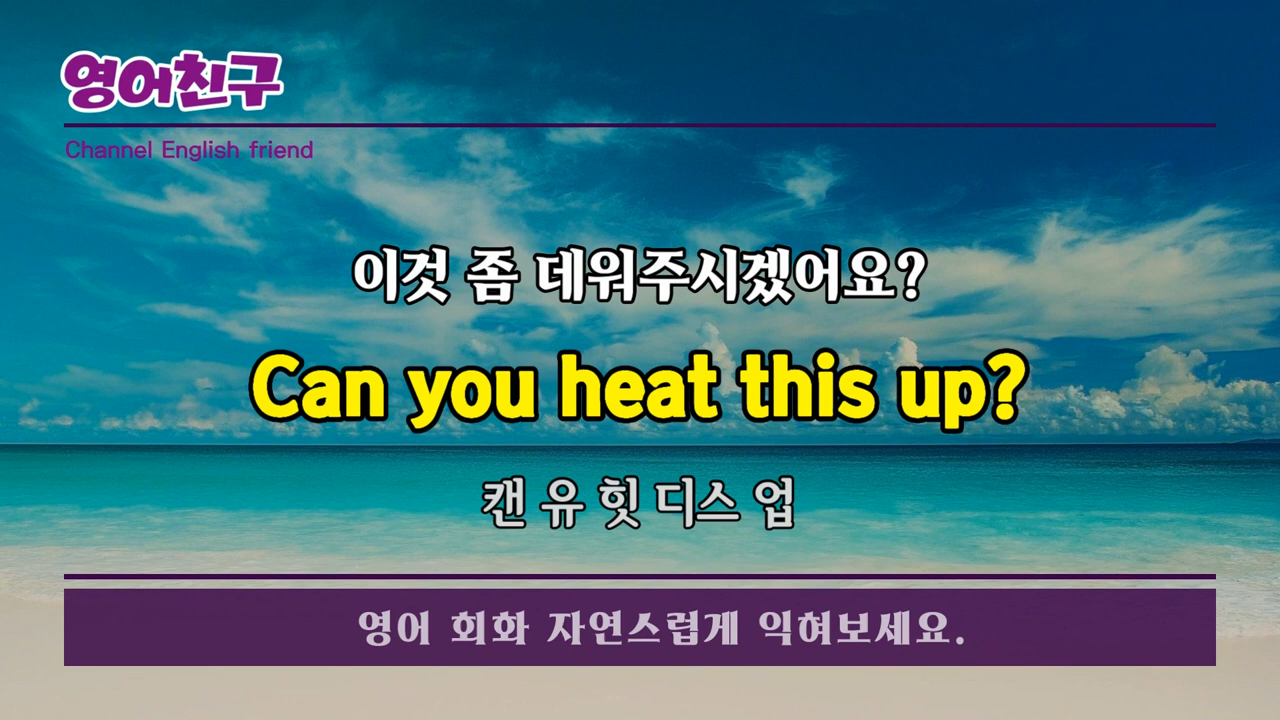 영어친구
Channel English friend
이것 좀 데워주시겠어요?
Can you heat this up?
캔 유 힛 디스 업
영어 회화 자연스럽게 익혀보세요.